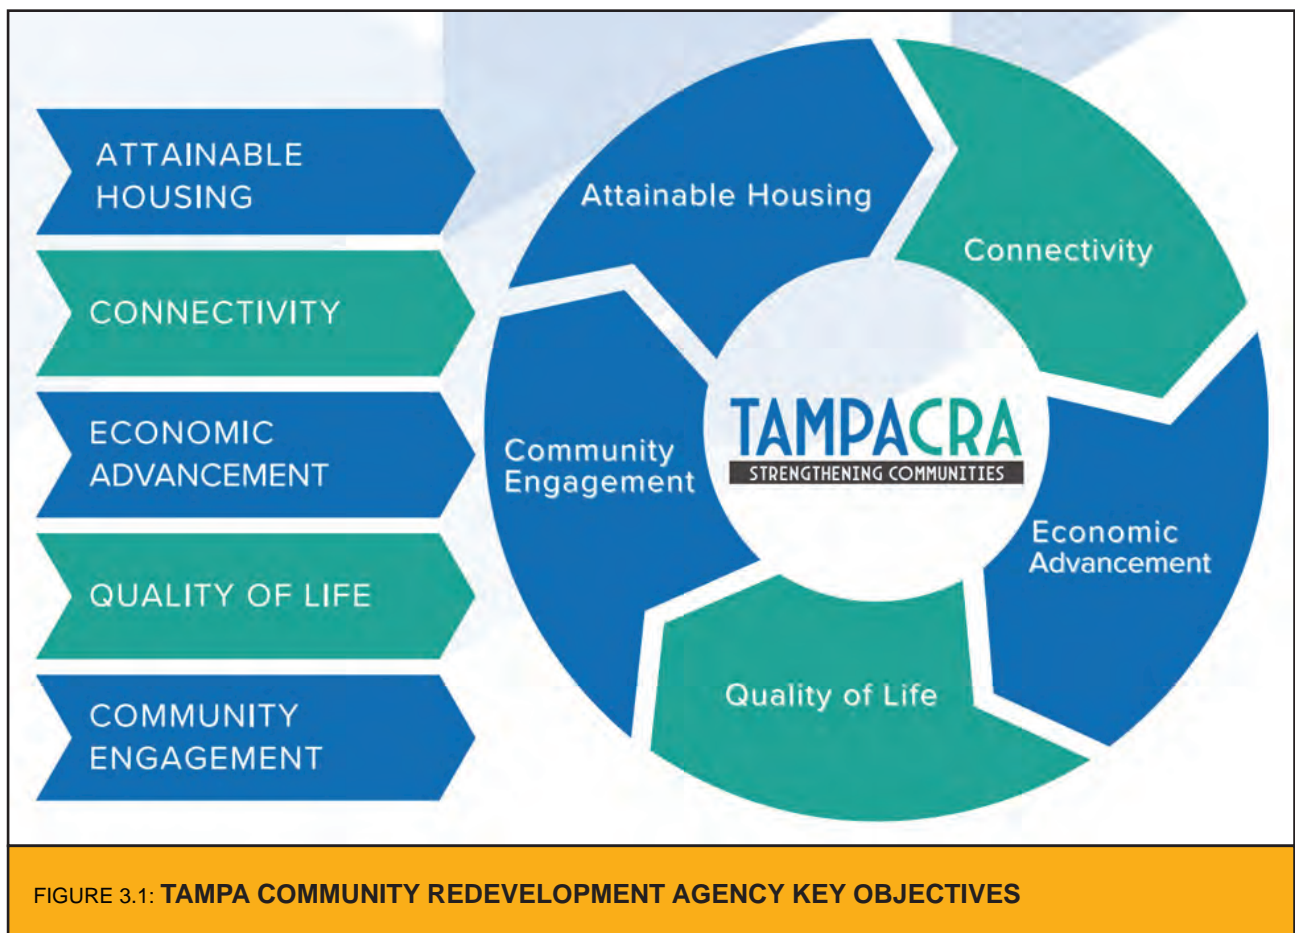 ATTAINABLE
HOUSING
CONNECTIVITY
ECONOMIC
ADVANCEMENT
QUALITY OF LIFE
COMMUNITY
ENGAGEMENT
Attainable Housing
Connectivity
Economic
Advancement
Quality of Life
Community
Engagement
TAMPACRA
STRENGTHENING COMMUNITIES
FIGURE 3.1: TAMPA COMMUNITY REDEVELOPMENT AGENCY KEY OBJECTIVES